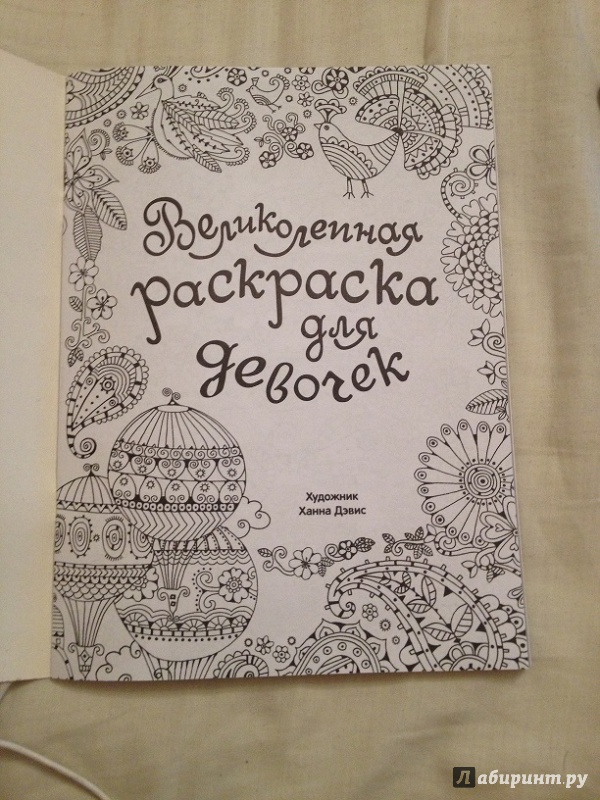 Великолепная
раскраска
для
девочек
Художник
Ханна Дэвис
Лабиринт.ру